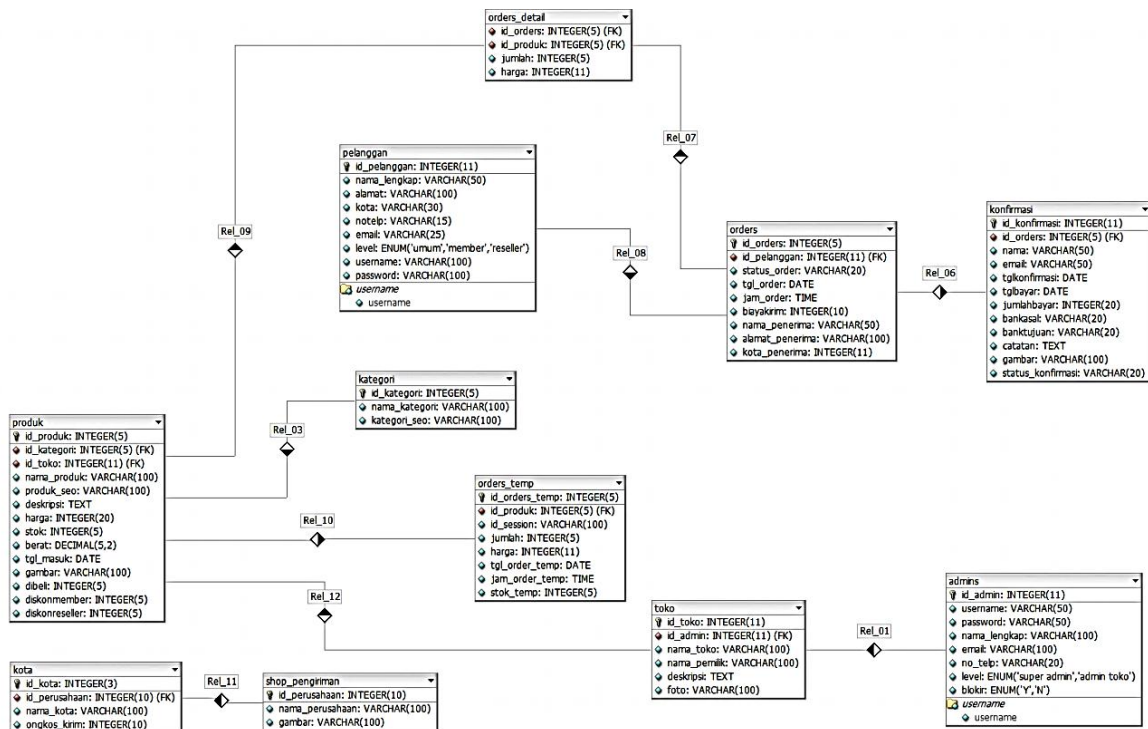 orders_detail
id_orders: INTEGER(5) (FK)
id_produk: INTEGER(5) (FK)
jumlah: INTEGER(5)
harga: INTEGER(11)
Rel_07
pelanggan
id_pelanggan: INTEGER(11)
nama_lengkap: VARCHAR(50)
alamat: VARCHAR(100)
kota: VARCHAR(30)
notelp: VARCHAR(15)
email: VARCHAR(25)
level: ENUM('umum','member','reseller')
username: VARCHAR(100)
password: VARCHAR(100)
username
username
Rel_09
Rel_08
orders
id_orders: INTEGER(5)
id_pelanggan: INTEGER(11) (FK)
status_order: VARCHAR(20)
tgl_order: DATE
jam_order: TIME
biayakirim: INTEGER(10)
nama_penerima: VARCHAR(50)
alamat_penerima: VARCHAR(100)
kota_penerima: INTEGER(11)
Rel_06
konfirmasi
id_konfirmasi: INTEGER(11)
id_orders: INTEGER(5) (FK)
nama: VARCHAR(50)
email: VARCHAR(50)
tglkonfirmasi: DATE
tglbayar: DATE
jumlahbayar: INTEGER(20)
bankasal: VARCHAR(20)
banktujuan: VARCHAR(20)
catatan: TEXT
gambar: VARCHAR(100)
status_konfirmasi: VARCHAR(20)
kategori
id_kategori: INTEGER(5)
nama_kategori: VARCHAR(100)
kategori_seo: VARCHAR(100)
Rel_03
produk
id_produk: INTEGER(5)
id_kategori: INTEGER(5) (FK)
id_toko: INTEGER(11) (FK)
nama_produk: VARCHAR(100)
produk_seo: VARCHAR(100)
deskripsi: TEXT
harga: INTEGER(20)
stok: INTEGER(5)
berat: DECIMAL(5,2)
tgl_masuk: DATE
gambar: VARCHAR(100)
dibeli: INTEGER(5)
diskonmember: INTEGER(5)
diskonreseller: INTEGER(5)
Rel_10
orders_temp
id_orders_temp: INTEGER(5)
id_produk: INTEGER(5) (FK)
id_session: VARCHAR(100)
jumlah: INTEGER(5)
harga: INTEGER(11)
tgl_order_temp: DATE
jam_order_temp: TIME
stok_temp: INTEGER(5)
Rel_12
toko
id_toko: INTEGER(11)
id_admin: INTEGER(11) (FK)
nama_toko: VARCHAR(100)
nama_pemilik: VARCHAR(100)
deskripsi: TEXT
foto: VARCHAR(100)
Rel_01
admins
id_admin: INTEGER(11)
username: VARCHAR(50)
password: VARCHAR(50)
nama_lengkap: VARCHAR(100)
email: VARCHAR(100)
no_telp: VARCHAR(20)
level: ENUM('super admin','admin toko')
blokir: ENUM('Y','N')
username
username
kota
id_kota: INTEGER(3)
id_perusahaan: INTEGER(10) (FK)
nama_kota: VARCHAR(100)
ongkos_kirim: INTEGER(10)
Rel_11
shop_pengiriman
id_perusahaan: INTEGER(10)
nama_perusahaan: VARCHAR(100)
gambar: VARCHAR(100)